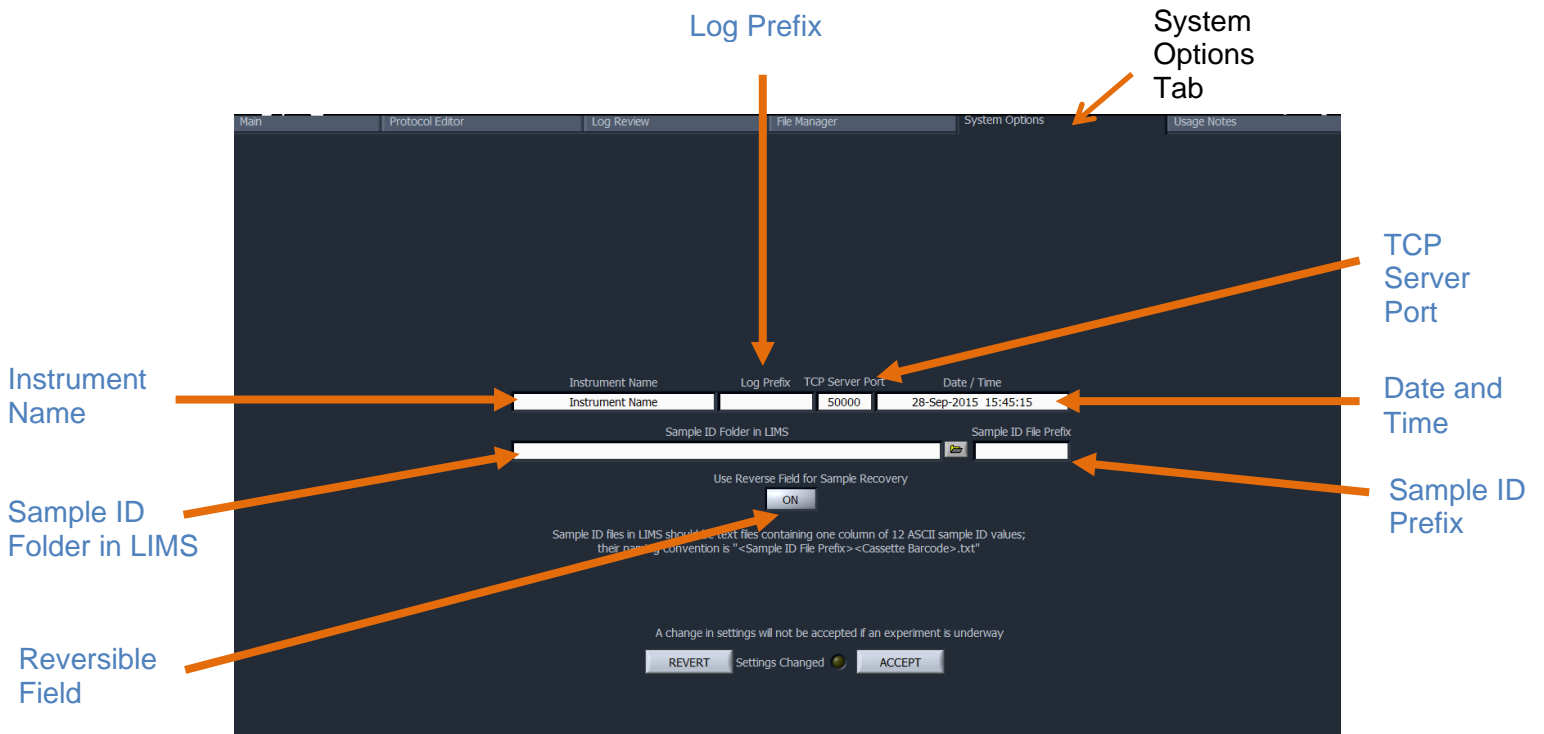 Log Prefix
System
Options
Tab
Main
Protocol Editor
Log Review
File Manager
System Options
Usage Notes
TCP
Server
Port
Instrument
Name
Instrument Name
Log Prefix
TCP Server Port
Date / Time
Instrument Name
50000
28-Sep-2015 15:45:15
Date and
Time
Sample ID Folder in LIMS
Sample ID File Prefix
Use Reverse Field for Sample Recovery
ON
Sample ID
Folder in LIMS
Sample ID
Prefix
Sample ID files in LIMS should be text files containing one column of 12 ASCII sample ID values;
their naming convention is "<Sample ID File Prefix><Cassette Barcode>.txt"
A change in settings will not be accepted if an experiment is underway
REVERT
Settings Changed
ACCEPT
Reversible
Field